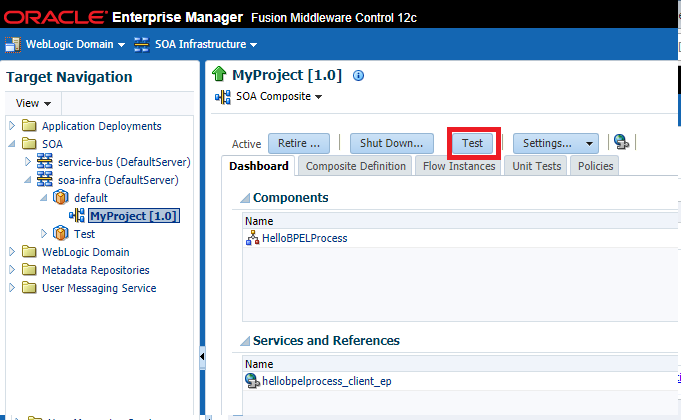 ORACLE Enterprise Manager Fusion Middleware Control 12c
WebLogic Domain SOA Infrastructure
Target Navigation
View
Application Deployments
SOA
service-bus (DefaultServer)
soa-infra (DefaultServer)
default
MyProject [1.0]
Test
WebLogic Domain
Metadata Repositories
User Messaging Service
MyProject [1.0]
SOA Composite
Active Retire ... Shut Down... Test Settings...
Dashboard Composite Definition Flow Instances Unit Tests Policies
Components
Name
HelloBPELProcess
Services and References
Name
hellobpelprocess_client_ep